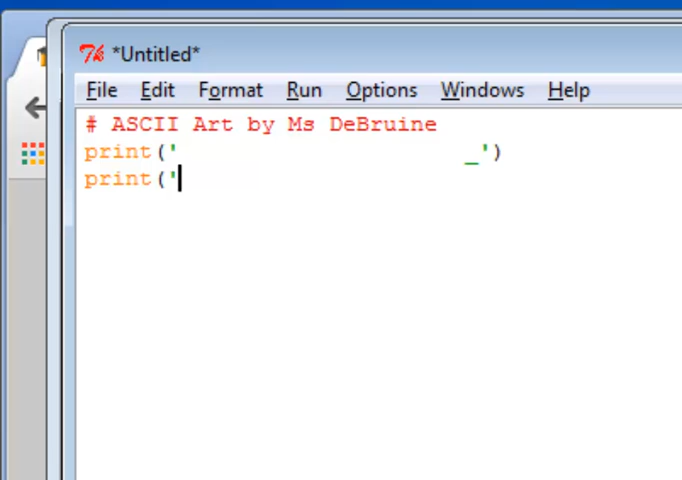 *Untitled*
File Edit Format Run Options Windows Help
# ASCII Art by Ms DeBruine
print('                      _')
print('